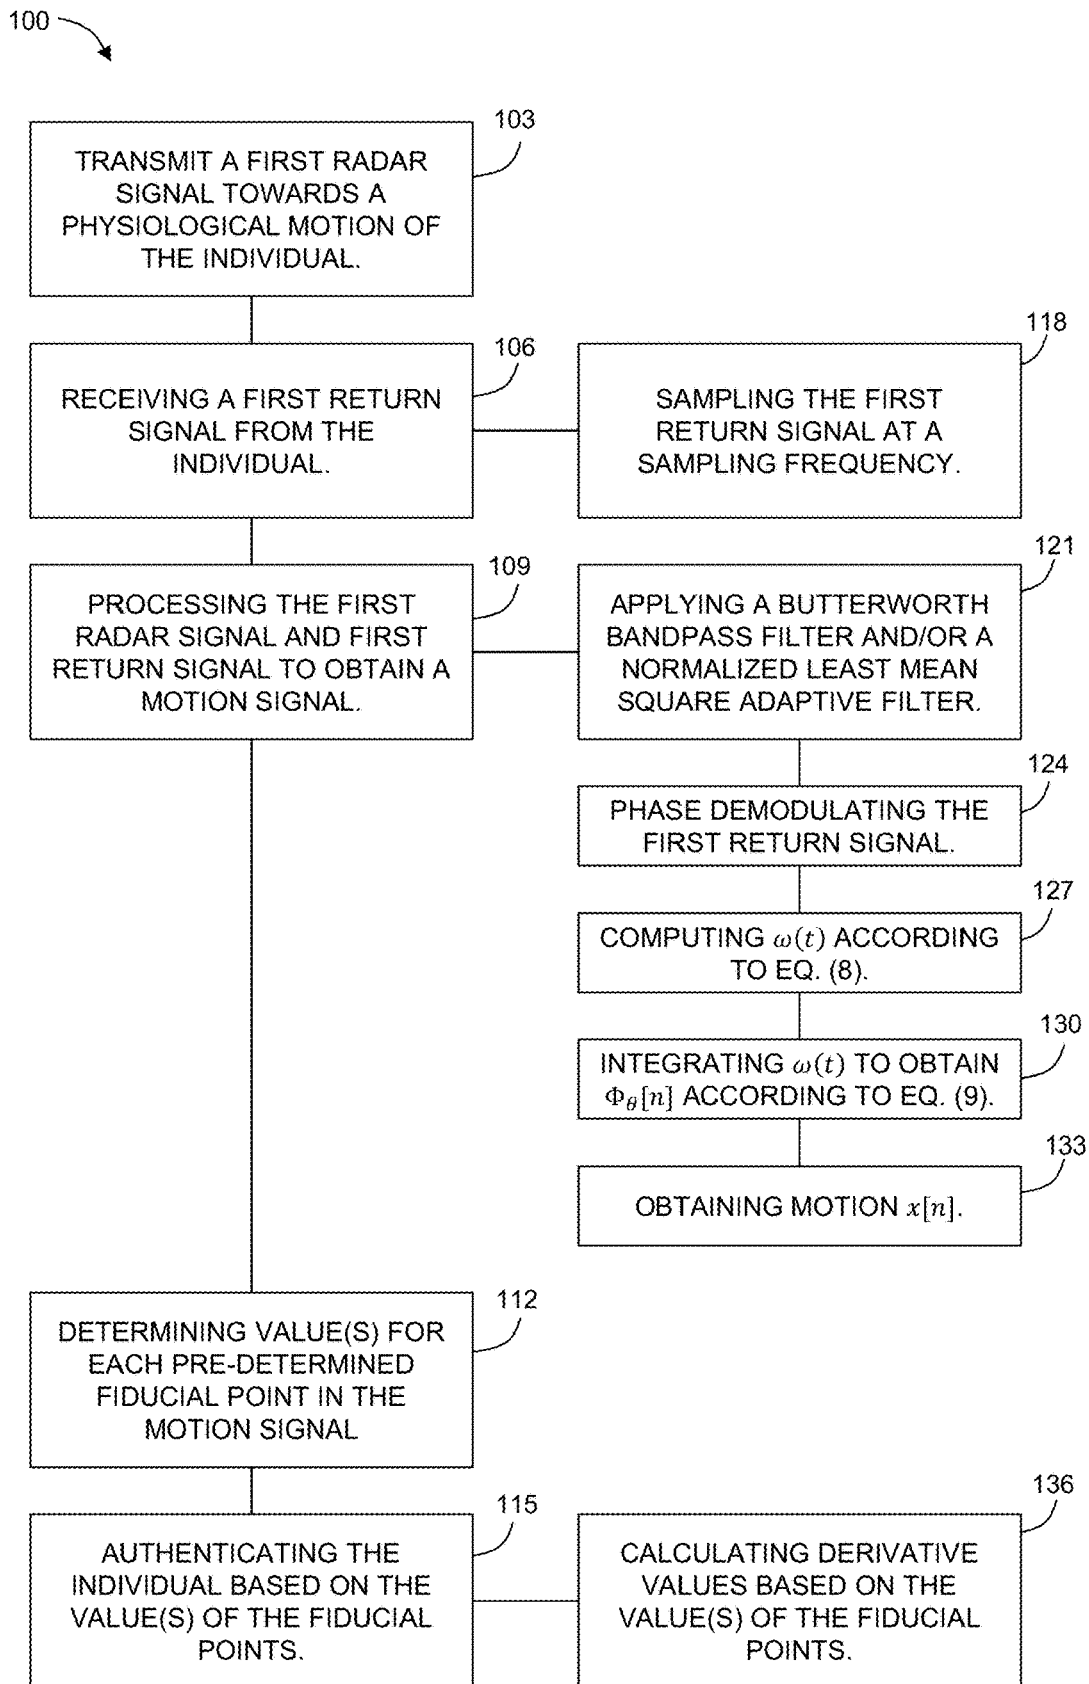 100
103
TRANSMIT A FIRST RADAR
SIGNAL TOWARDS A
PHYSIOLOGICAL MOTION OF
THE INDIVIDUAL.
106
RECEIVING A FIRST RETURN
SIGNAL FROM THE
INDIVIDUAL.
118
SAMPLING THE FIRST
RETURN SIGNAL AT A
SAMPLING FREQUENCY.
109
PROCESSING THE FIRST
RADAR SIGNAL AND FIRST
RETURN SIGNAL TO OBTAIN A
MOTION SIGNAL.
121
APPLYING A BUTTERWORTH
BANDPASS FILTER AND/OR A
NORMALIZED LEAST MEAN
SQUARE ADAPTIVE FILTER.
124
PHASE DEMODULATING THE
FIRST RETURN SIGNAL.
127
COMPUTING ω(t) ACCORDING
TO EQ. (8).
130
INTEGRATING ω(t) TO OBTAIN
Φ_θ[n] ACCORDING TO EQ. (9).
133
OBTAINING MOTION x[n].
112
DETERMINING VALUE(S) FOR
EACH PRE-DETERMINED
FIDUCIAL POINT IN THE
MOTION SIGNAL
115
AUTHENTICATING THE
INDIVIDUAL BASED ON THE
VALUE(S) OF THE FIDUCIAL
POINTS.
136
CALCULATING DERIVATIVE
VALUES BASED ON THE
VALUE(S) OF THE FIDUCIAL
POINTS.